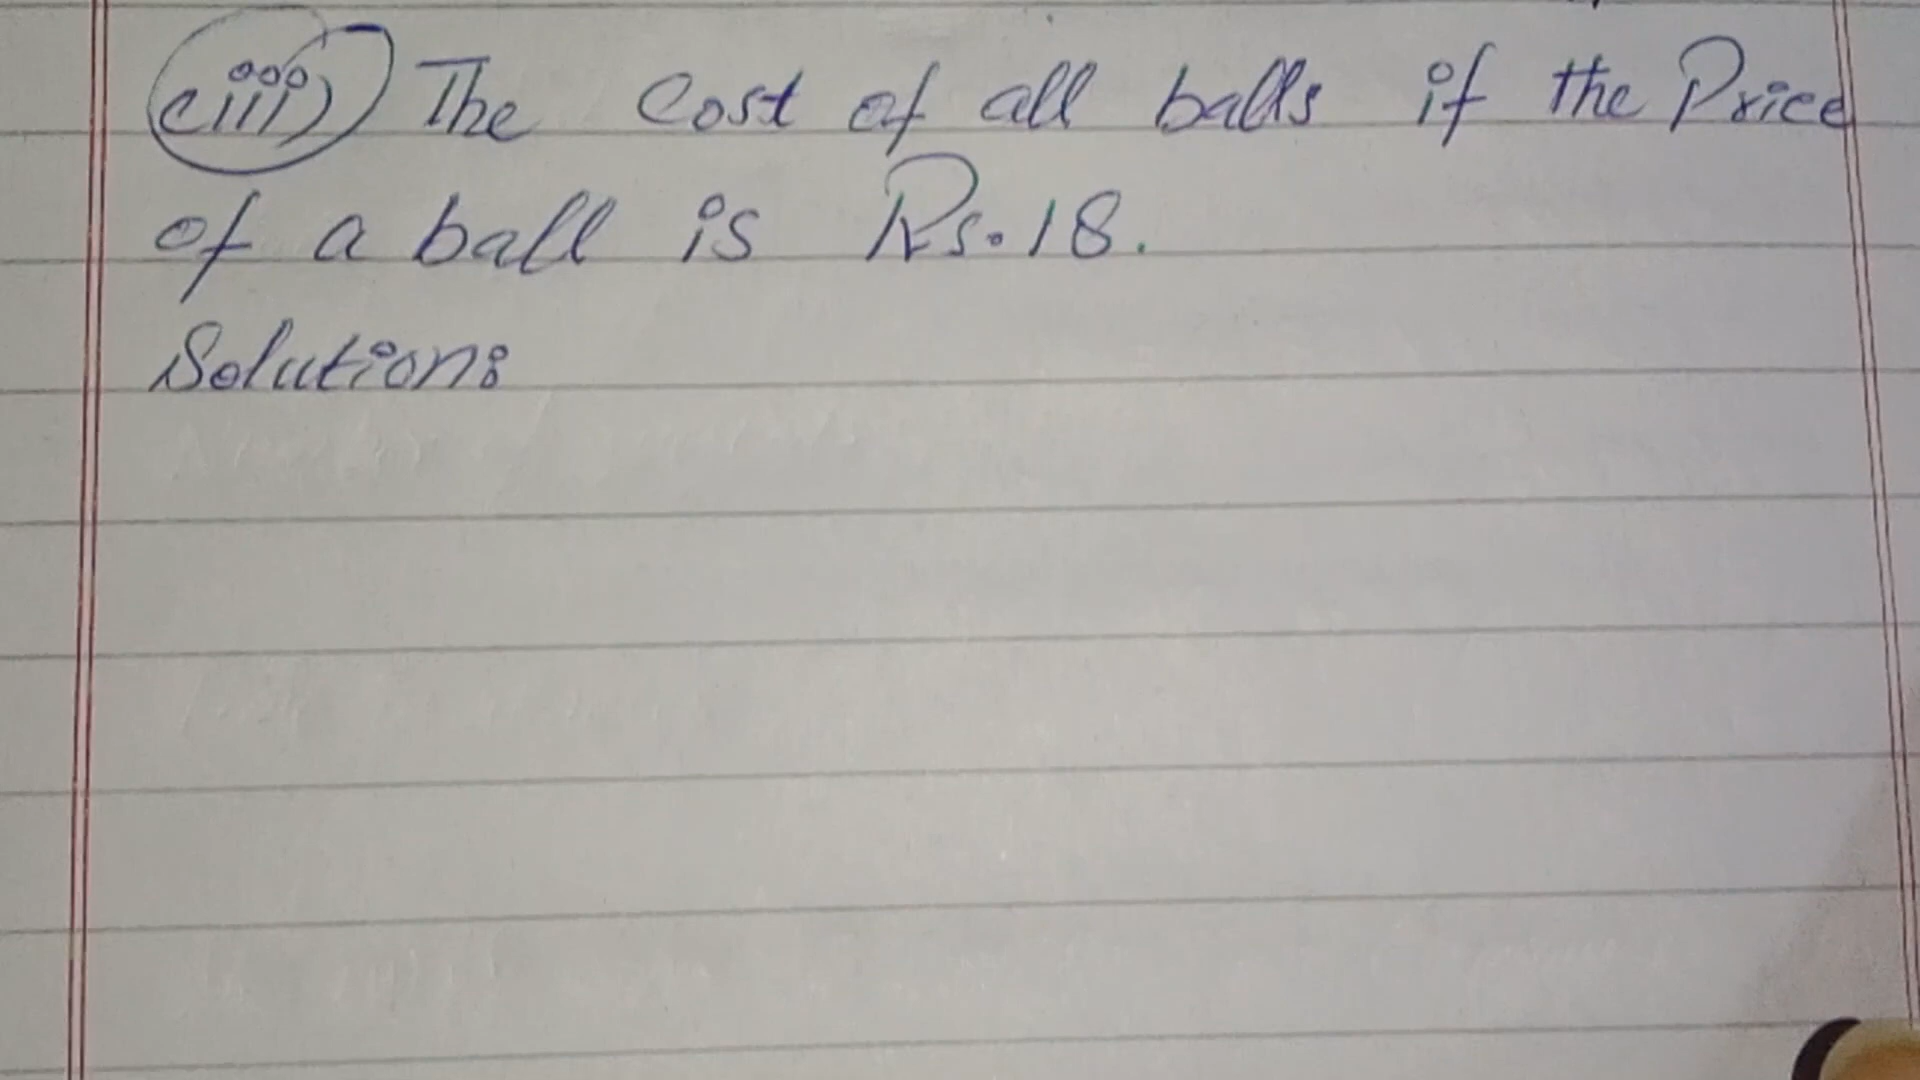 (iii) The Cost of all balls if the Price
of a ball is Rs.18.
Solution: